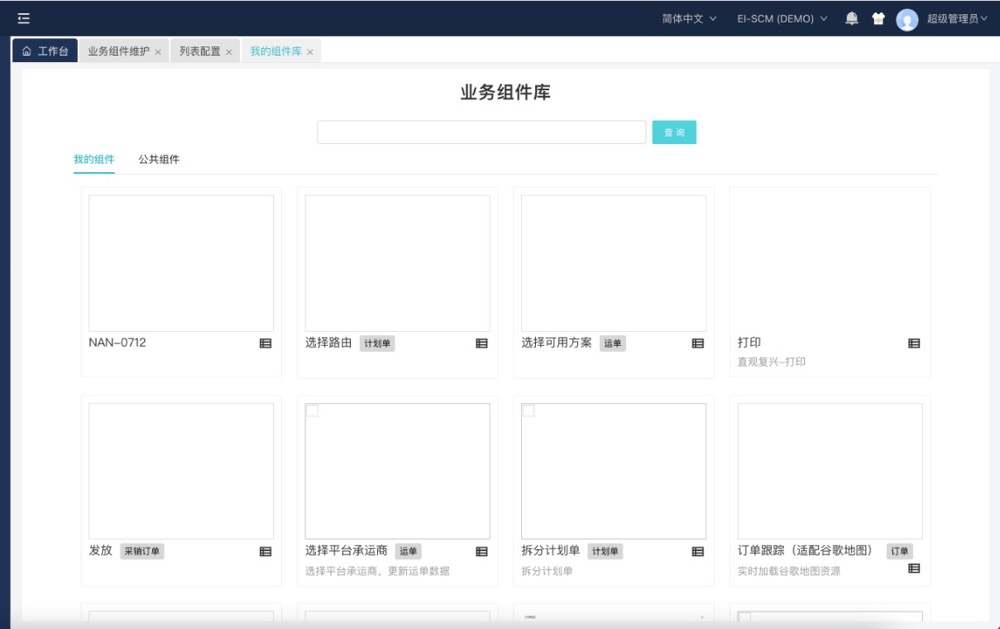 简体中文 EI-SCM (DEMO) 超级管理员
工作台 业务组件维护 列表配置 我的组件库
业务组件库
查询
我的组件 公共组件
NAN-0712 选择路由 计划单 选择可用方案 运单 打印
直观复兴-打印
发放 采销订单 选择平台承运商 运单 拆分计划单 计划单 订单跟踪（适配谷歌地图） 订单
选择平台承运商，更新运单数据 拆分计划单 实时加载谷歌地图资源